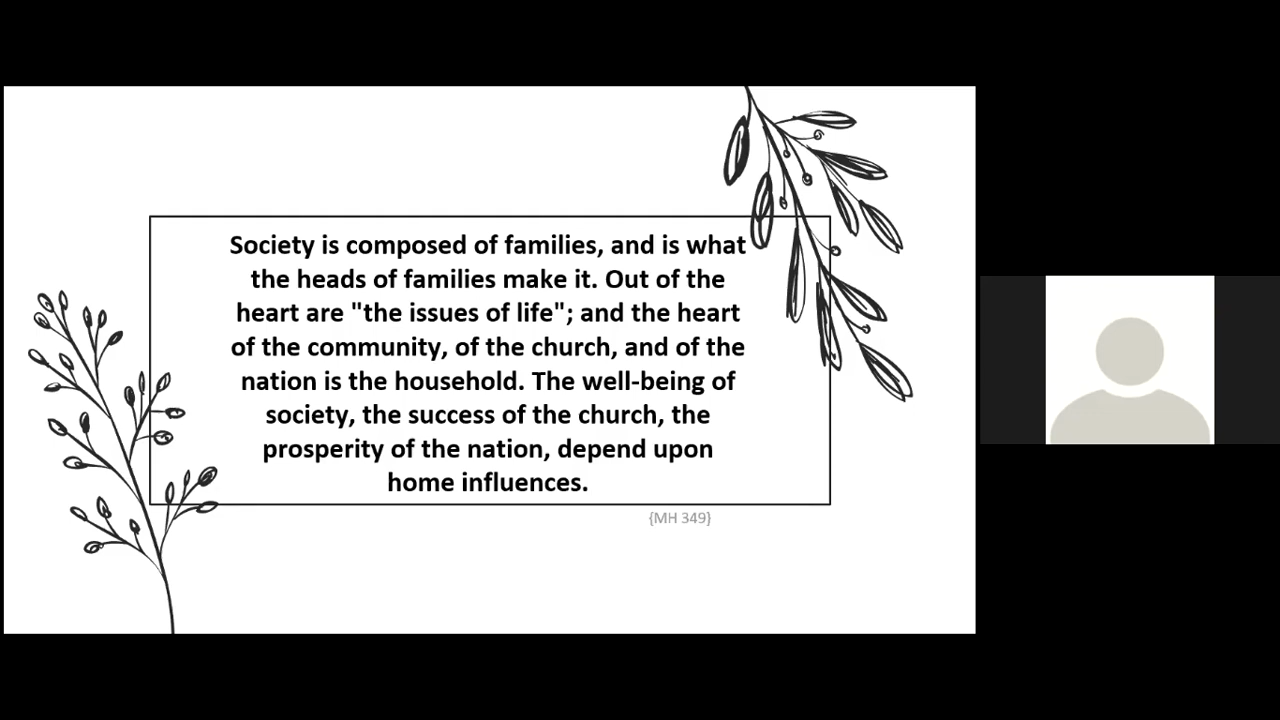 Society is composed of families, and is what
the heads of families make it. Out of the
heart are "the issues of life"; and the heart
of the community, of the church, and of the
nation is the household. The well-being of
society, the success of the church, the
prosperity of the nation, depend upon
home influences.
{MH 349}